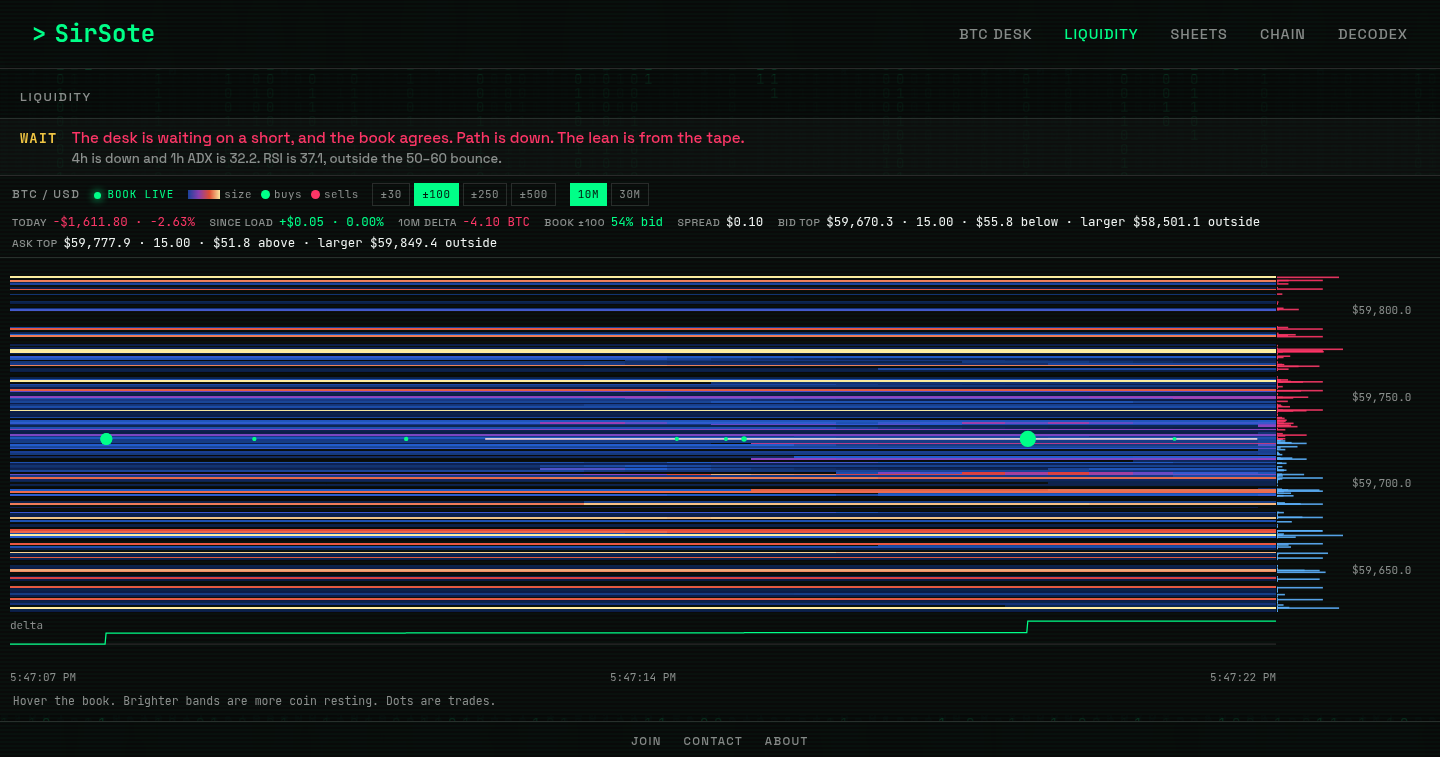 > SirSote
BTC DESK LIQUIDITY SHEETS CHAIN DECODEX
LIQUIDITY
WAIT The desk is waiting on a short, and the book agrees. Path is down. The lean is from the tape.
4h is down and 1h ADX is 32.2. RSI is 37.1, outside the 50–60 bounce.
BTC / USD BOOK LIVE size buys sells ±30 ±100 ±250 ±500 10M 30M
TODAY -$1,611.80 · -2.63% SINCE LOAD +$0.05 · 0.00% 10M DELTA -4.10 BTC BOOK ±100 54% bid SPREAD $0.10 BID TOP $59,670.3 · 15.00 · $55.8 below · larger $58,501.1 outside
ASK TOP $59,777.9 · 15.00 · $51.8 above · larger $59,849.4 outside
$59,800.0
$59,750.0
$59,700.0
$59,650.0
delta
5:47:07 PM 5:47:14 PM 5:47:22 PM
Hover the book. Brighter bands are more coin resting. Dots are trades.
JOIN CONTACT ABOUT